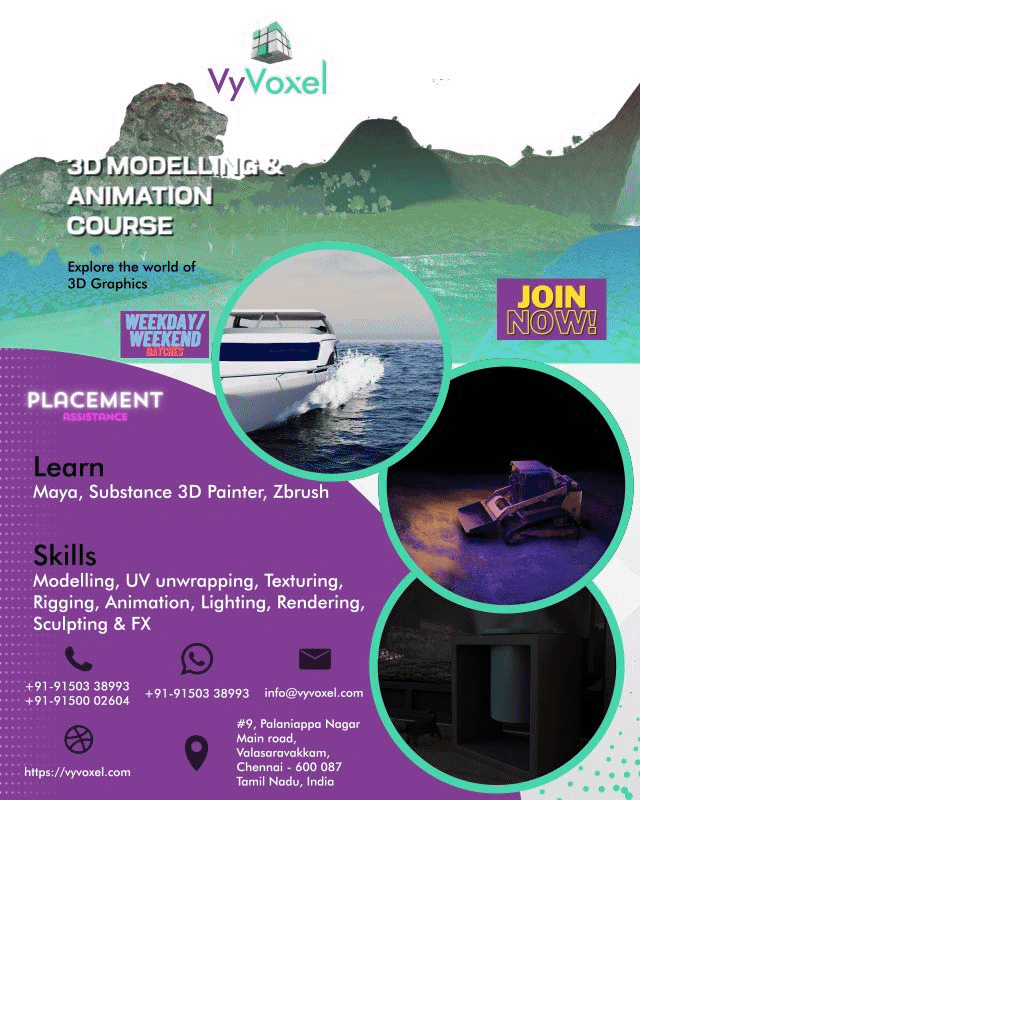 VyVoxel
3D MODELLING &
ANIMATION
COURSE
Explore the world of
3D Graphics
JOIN
NOW!
WEEKDAY/
WEEKEND
BATCHES
PLACEMENT
ASSISTANCE
Learn
Maya, Substance 3D Painter, Zbrush
Skills
Modelling, UV unwrapping, Texturing,
Rigging, Animation, Lighting, Rendering,
Sculpting & FX
+91-91503 38993
+91-91500 02604
+91-91503 38993
info@vyvoxel.com
https://vyvoxel.com
#9, Palaniappa Nagar
Main road,
Valasaravakkam,
Chennai - 600 087
Tamil Nadu, India